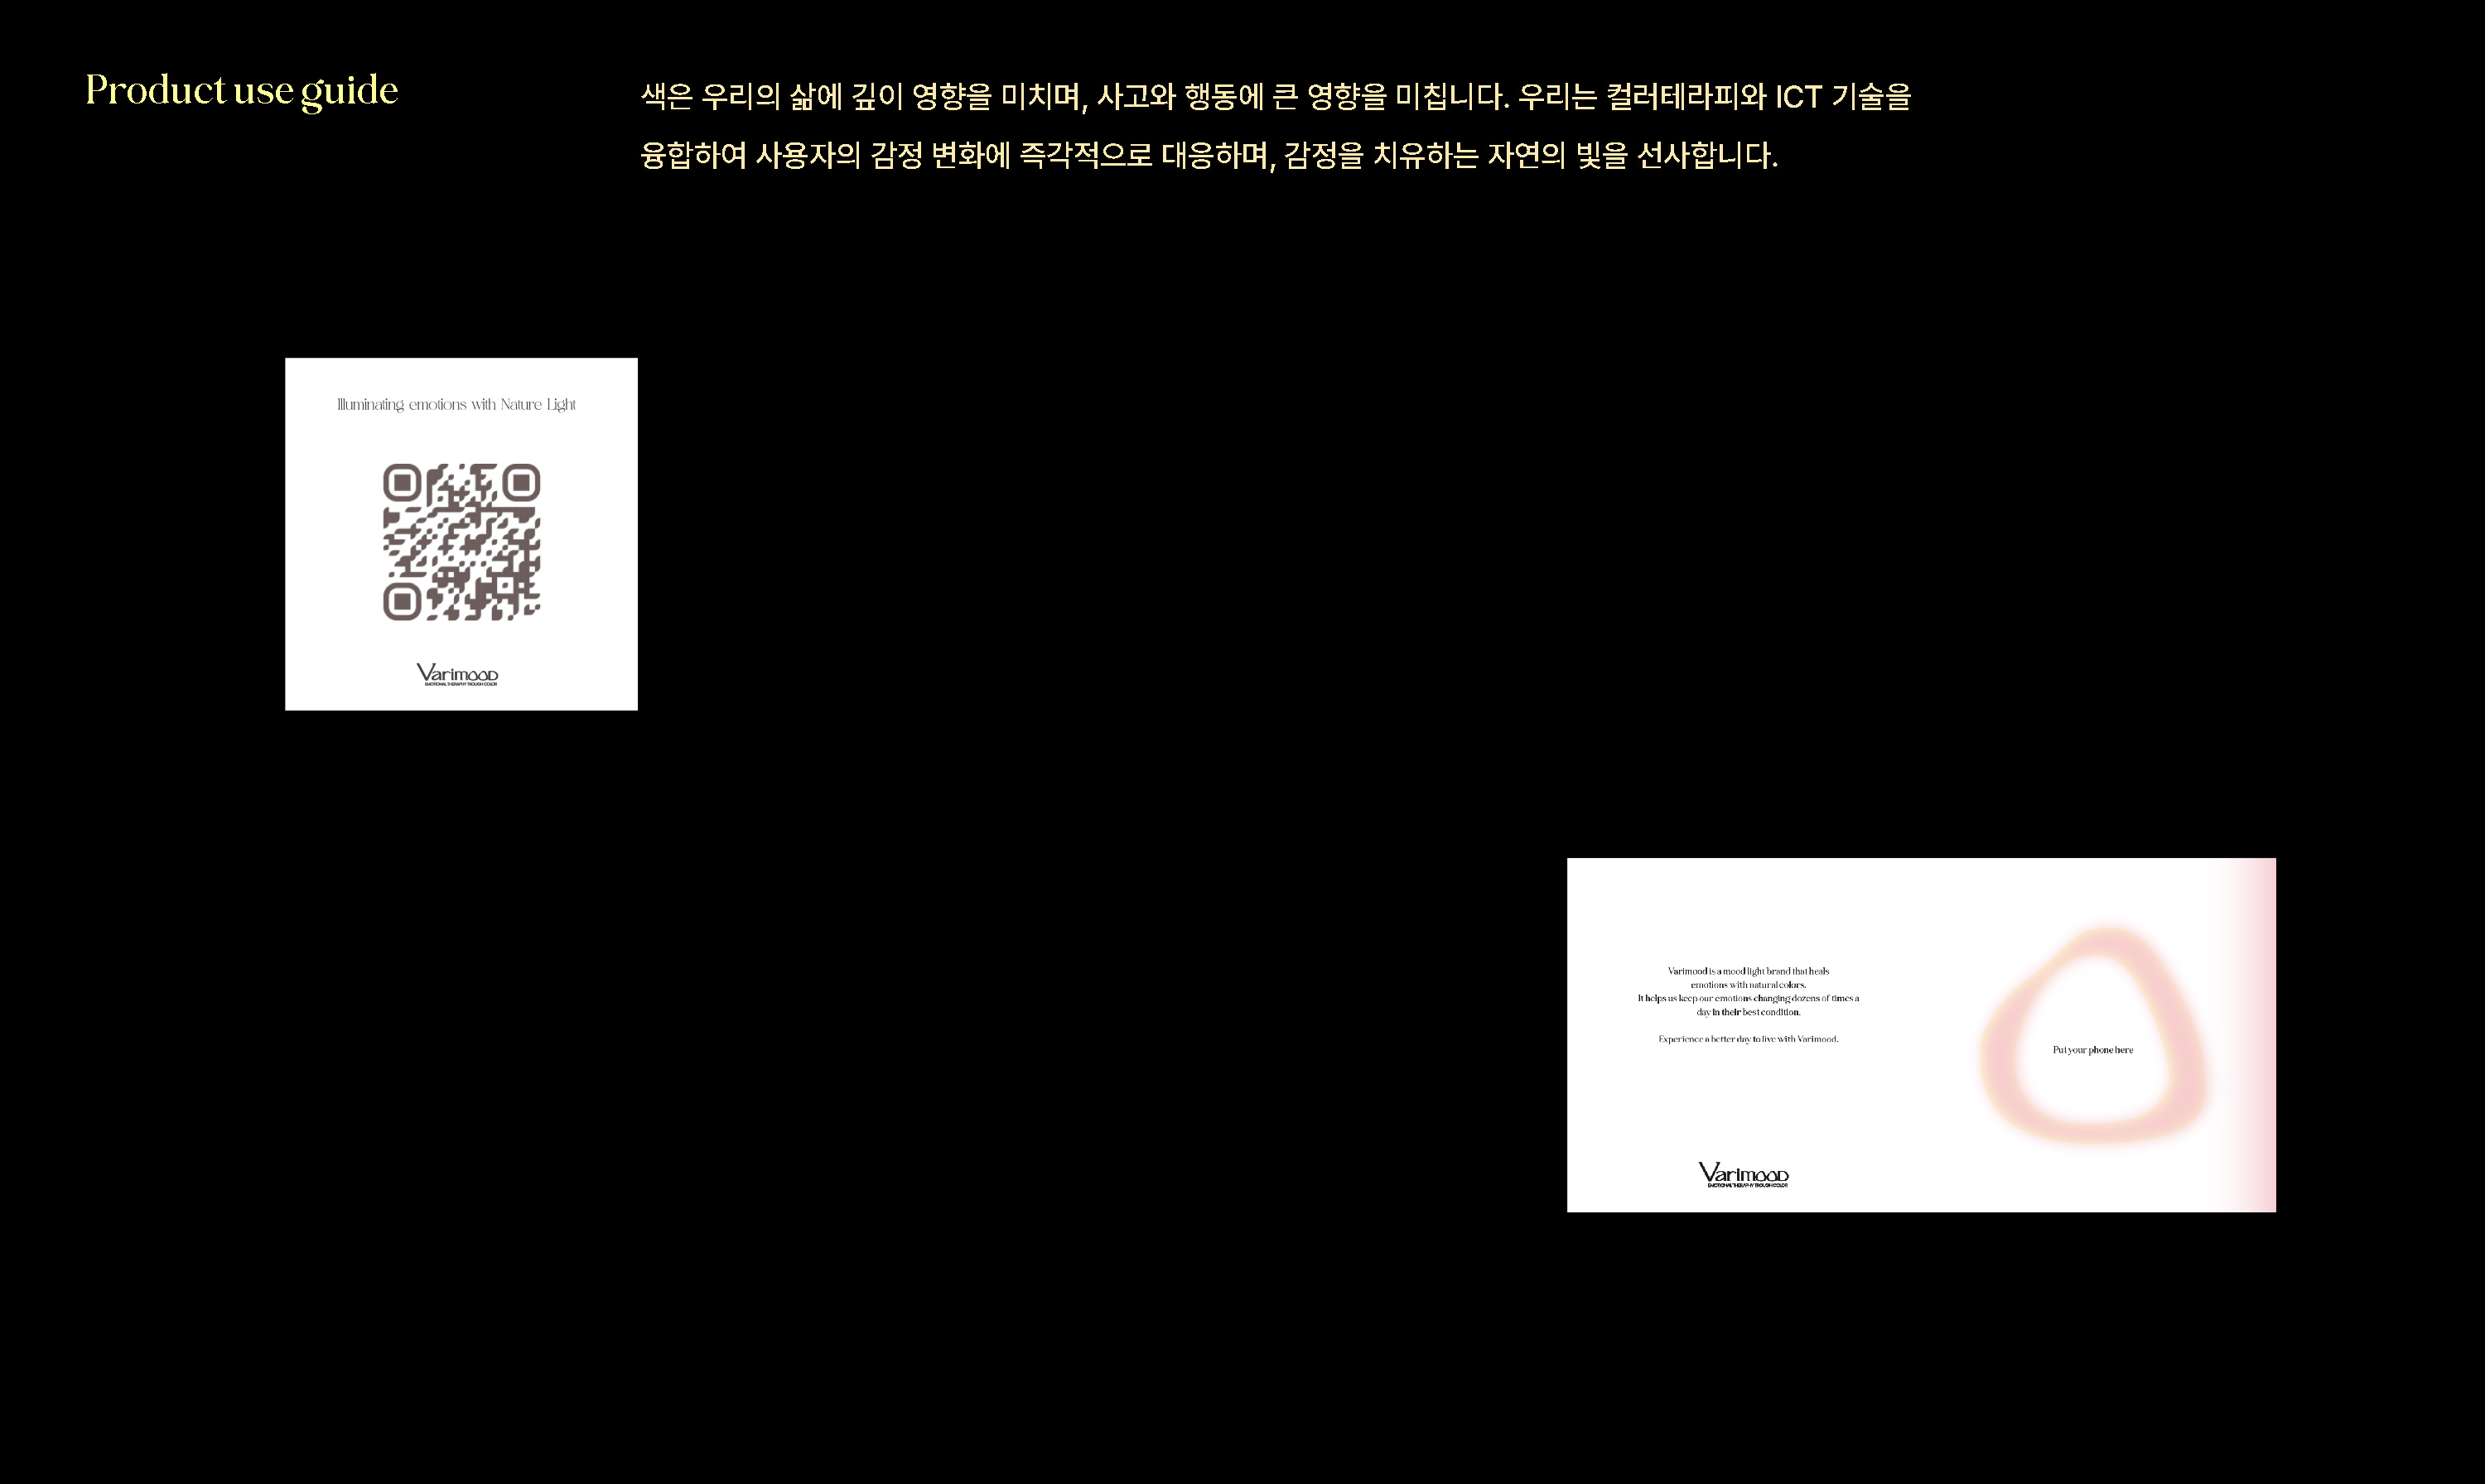 Product use guide
색은 우리의 삶에 깊이 영향을 미치며, 사고와 행동에 큰 영향을 미칩니다. 우리는 컬러테라피와 ICT 기술을
융합하여 사용자의 감정 변화에 즉각적으로 대응하며, 감정을 치유하는 자연의 빛을 선사합니다.
Illuminating emotions with Nature Light
Varimood
EMOTIONAL THERAPHY TROUGH COLOR
Varimood is a mood light brand that heals
emotions with natural colors.
It helps us keep our emotions changing dozens of times a
day in their best condition.
Experience a better day to live with Varimood.
Put your phone here
Varimood
EMOTIONAL THERAPHY TROUGH COLOR